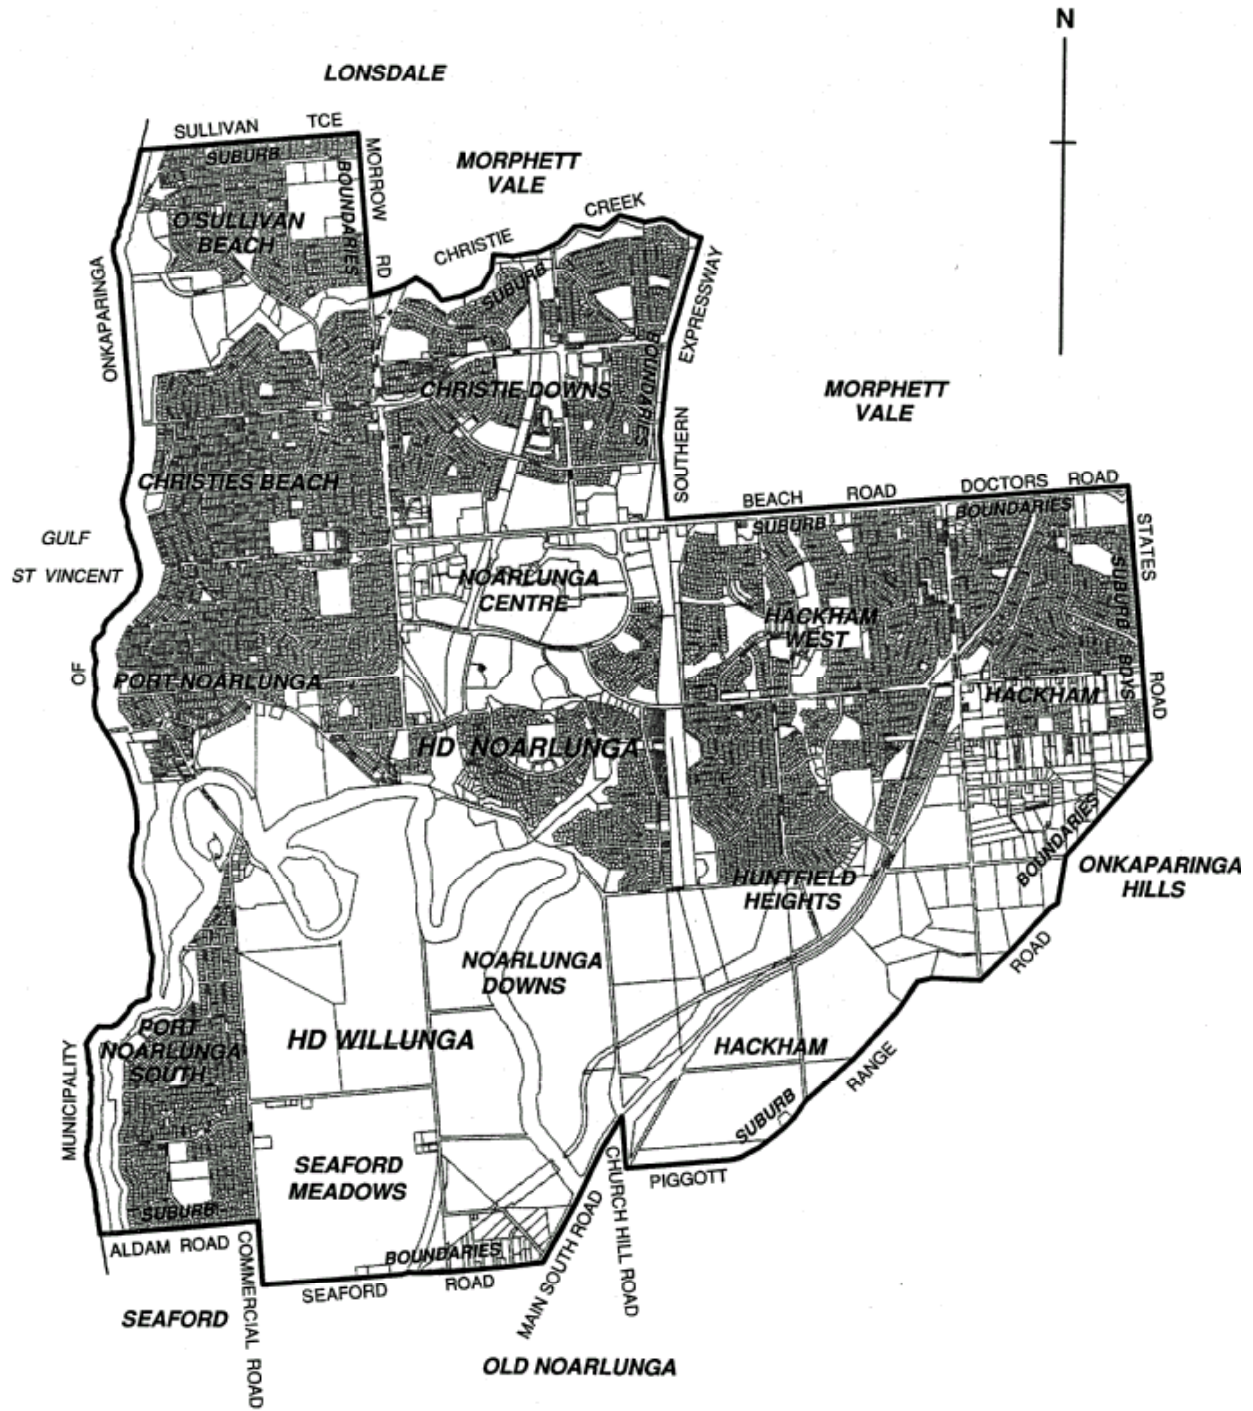 N
LONSDALE
SULLIVAN TCE
SUBURB
BOUNDARIES
MORROW
RD
MORPHETT
VALE
O'SULLIVAN
BEACH
CHRISTIE
CREEK
SUBURB
BOUNDARIES
EXPRESSWAY
SOUTHERN
ONKAPARINGA
CHRISTIE DOWNS
MORPHETT
VALE
CHRISTIES BEACH
BEACH ROAD
DOCTORS ROAD
SUBURB
BOUNDARIES
STATES
ROAD
SUBURB
BDYS
GULF
ST VINCENT
OF
NOARLUNGA
CENTRE
HACKHAM
WEST
PORT NOARLUNGA
HACKHAM
HD NOARLUNGA
BOUNDARIES
ONKAPARINGA
HILLS
HUNTFIELD
HEIGHTS
NOARLUNGA
DOWNS
ROAD
PORT
NOARLUNGA
SOUTH
HD WILLUNGA
HACKHAM
RANGE
SUBURB
MUNICIPALITY
SEAFORD
MEADOWS
PIGGOTT
SUBURB
BOUNDARIES
ALDAM ROAD
COMMERCIAL ROAD
SEAFORD ROAD
MAIN SOUTH ROAD
CHURCH HILL ROAD
SEAFORD
OLD NOARLUNGA